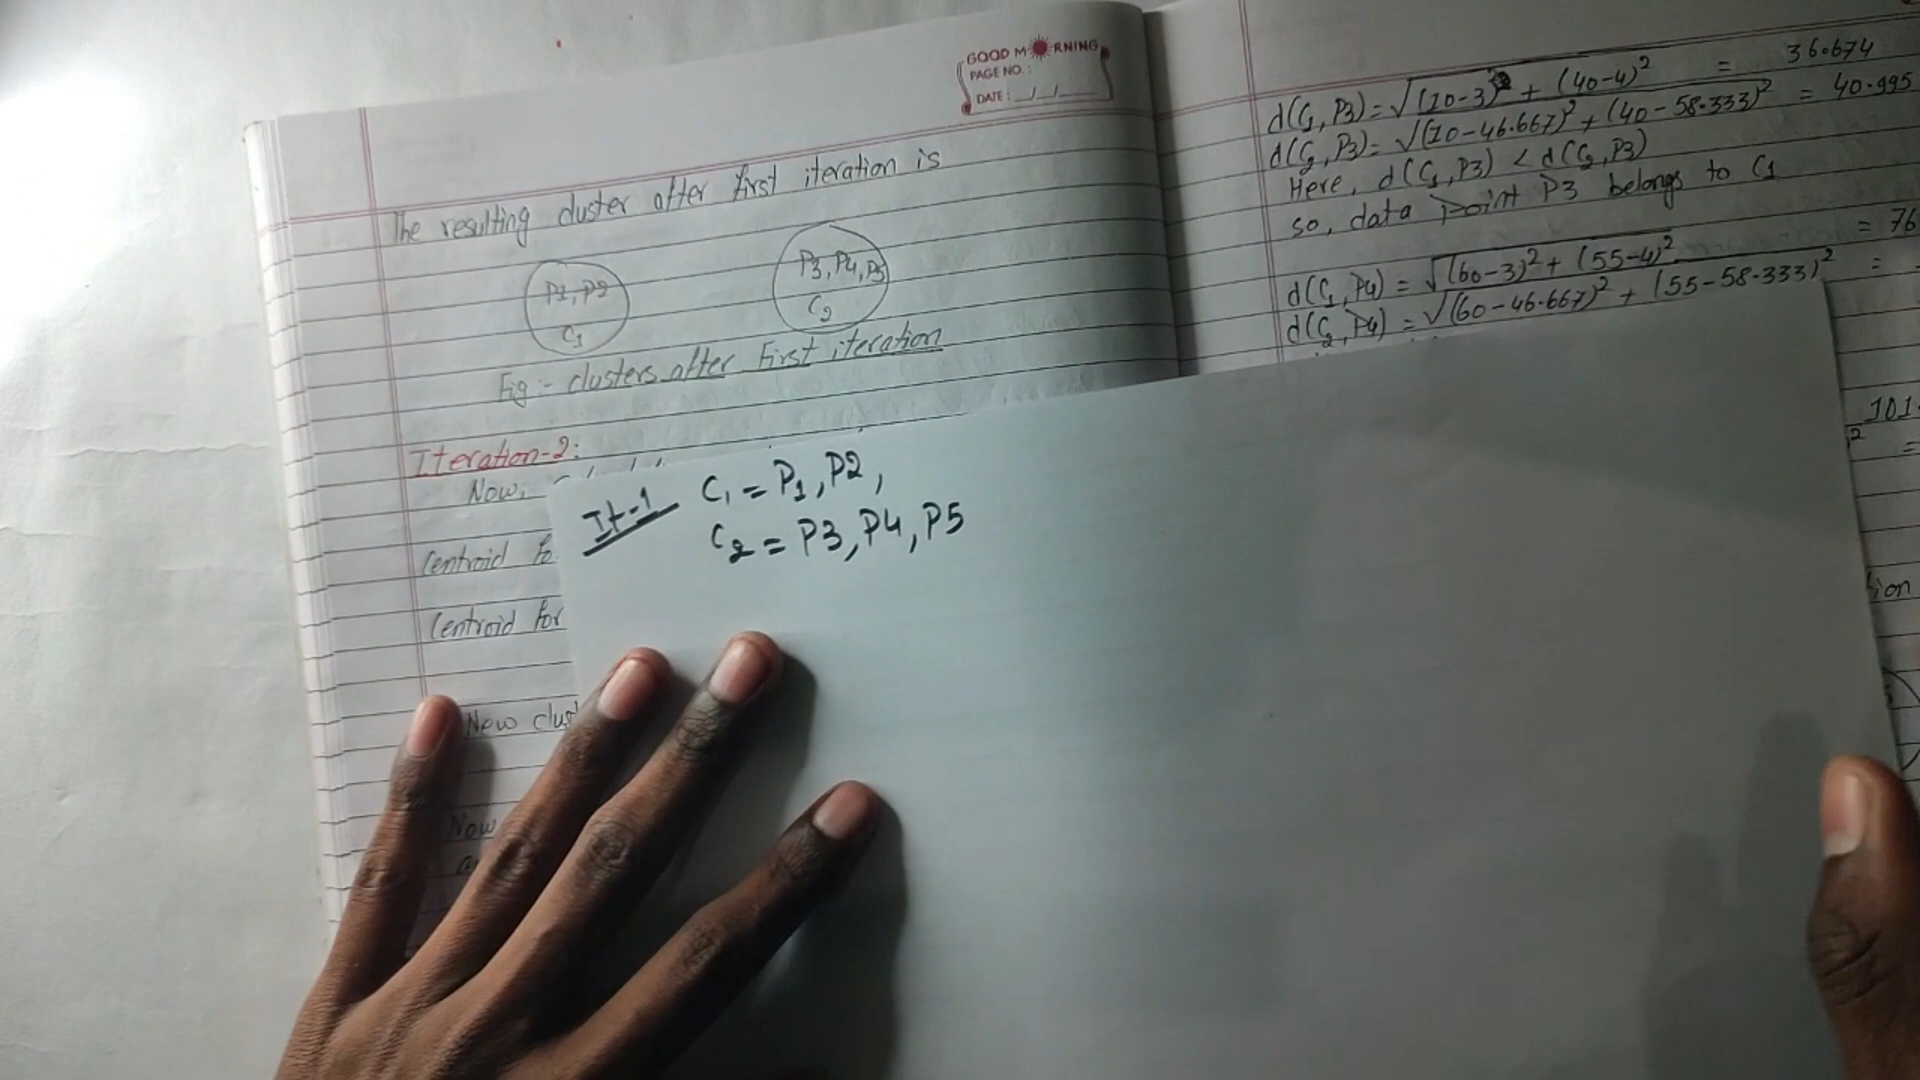 GOOD MORNING
PAGE NO.:
DATE:
The resulting cluster after first iteration is
P1, P2
C1
P3, P4, P5
C2
Fig :- clusters after First iteration
Iteration-2:
Now,
Centroid fo
Centroid for
New clust
Now
It-1 C1 = P1, P2,
C2 = P3, P4, P5
d(C1, P3) = √(10-3)² + (40-4)² = 36.674
d(C2, P3) = √(10-46.667)² + (40-58.333)² = 40.995
Here, d(C1, P3) < d(C2, P3)
so, data point P3 belongs to C1
d(C1, P4) = √(60-3)² + (55-4)² = 76
d(C2, P4) = √(60-46.667)² + (55-58.333)² =
101.
² =
ion